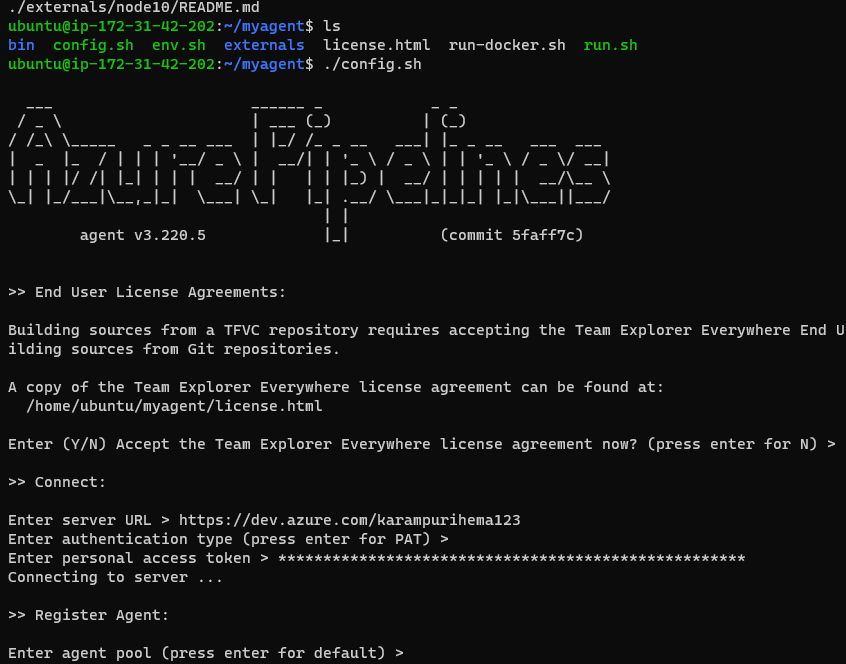 ./externals/node10/README.md
ubuntu@ip-172-31-42-202:~/myagent$ ls
bin  config.sh  env.sh  externals  license.html  run-docker.sh  run.sh
ubuntu@ip-172-31-42-202:~/myagent$ ./config.sh
AzurePipelines
agent v3.220.5 (commit 5faff7c)
>> End User License Agreements:
Building sources from a TFVC repository requires accepting the Team Explorer Everywhere End U
ilding sources from Git repositories.
A copy of the Team Explorer Everywhere license agreement can be found at:
/home/ubuntu/myagent/license.html
Enter (Y/N) Accept the Team Explorer Everywhere license agreement now? (press enter for N) >
>> Connect:
Enter server URL > https://dev.azure.com/karampurihema123
Enter authentication type (press enter for PAT) >
Enter personal access token > ****************************************************
Connecting to server ...
>> Register Agent:
Enter agent pool (press enter for default) >